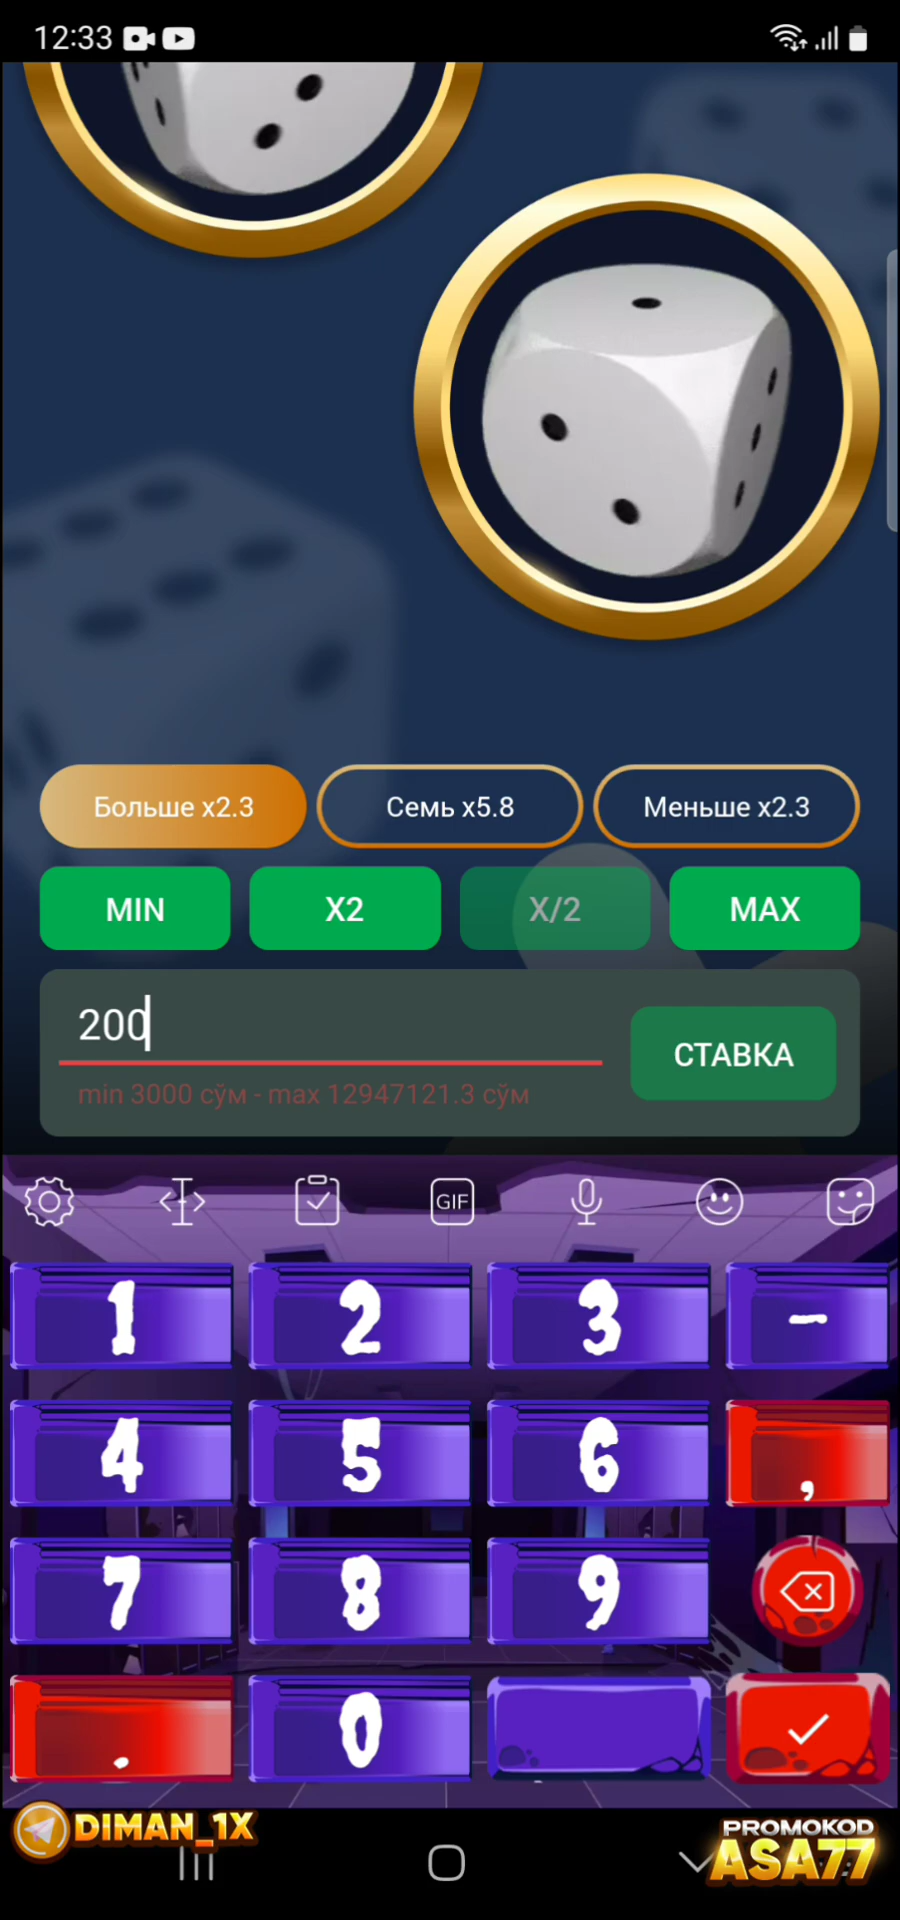 12:33
Больше x2.3
Семь x5.8
Меньше x2.3
MIN
X2
X/2
MAX
200
СТАВКА
min 3000 сўм - max 12947121.3 сўм
GIF
1
2
3
-
4
5
6
,
7
8
9
.
0
DIMAN_1X
PROMOKOD
ASA77